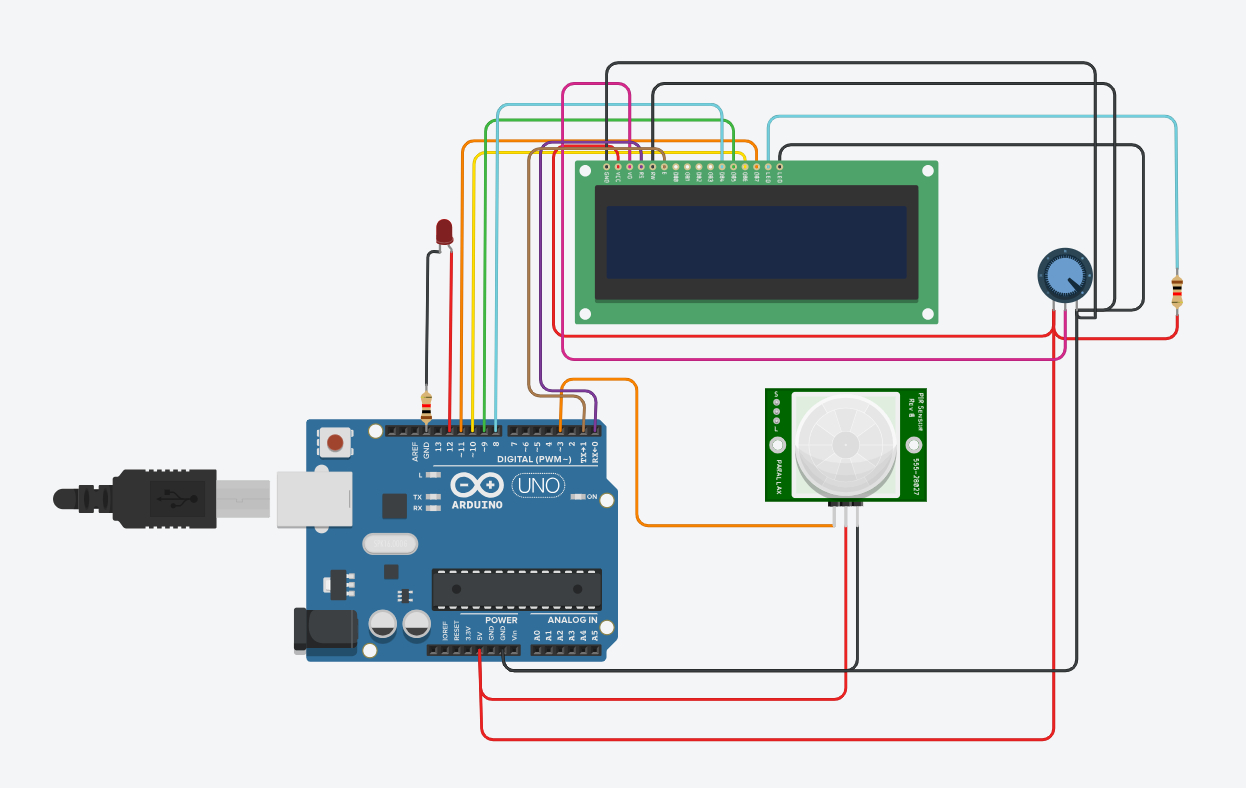 GND
VCC
VO
RS
RW
E
DB0
DB1
DB2
DB3
DB4
DB5
DB6
DB7
LED
LED
S
L
PIR Sensor
Rev B
PARALLAX
555-28027
AREF
GND
13
12
~11
~10
~9
8
7
~6
~5
4
~3
2
TX→1
RX←0
DIGITAL (PWM~)
L
TX
RX
ARDUINO
UNO
ON
POWER
ANALOG IN
IOREF
RESET
3.3V
5V
GND
GND
Vin
A0
A1
A2
A3
A4
A5